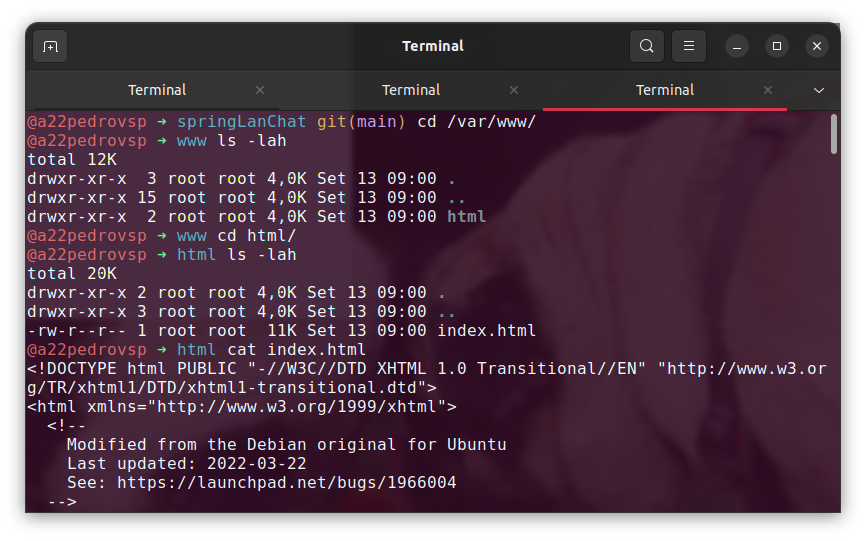 Terminal
Terminal
Terminal
Terminal
@a22pedrovsp ➜ springLanChat git(main) cd /var/www/
@a22pedrovsp ➜ www ls -lah
total 12K
drwxr-xr-x  3 root root 4,0K Set 13 09:00 .
drwxr-xr-x 15 root root 4,0K Set 13 09:00 ..
drwxr-xr-x  2 root root 4,0K Set 13 09:00 html
@a22pedrovsp ➜ www cd html/
@a22pedrovsp ➜ html ls -lah
total 20K
drwxr-xr-x 2 root root 4,0K Set 13 09:00 .
drwxr-xr-x 3 root root 4,0K Set 13 09:00 ..
-rw-r--r-- 1 root root  11K Set 13 09:00 index.html
@a22pedrovsp ➜ html cat index.html
<!DOCTYPE html PUBLIC "-//W3C//DTD XHTML 1.0 Transitional//EN" "http://www.w3.or
g/TR/xhtml1/DTD/xhtml1-transitional.dtd">
<html xmlns="http://www.w3.org/1999/xhtml">
  <!--
    Modified from the Debian original for Ubuntu
    Last updated: 2022-03-22
    See: https://launchpad.net/bugs/1966004
  -->